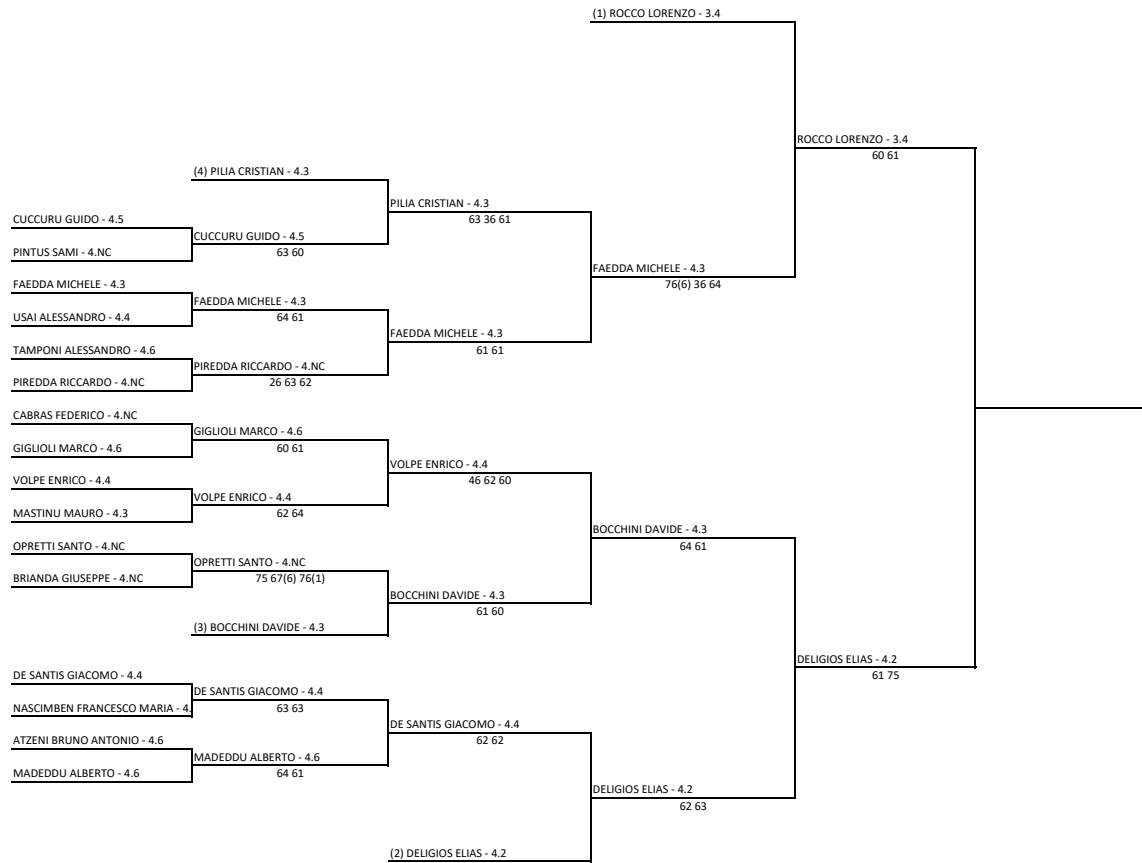 (1) ROCCO LORENZO - 3.4
ROCCO LORENZO - 3.4
60 61
(4) PILIA CRISTIAN - 4.3
PILIA CRISTIAN - 4.3
63 36 61
CUCCURU GUIDO - 4.5
CUCCURU GUIDO - 4.5
63 60
PINTUS SAMI - 4.NC
FAEDDA MICHELE - 4.3
76(6) 36 64
FAEDDA MICHELE - 4.3
FAEDDA MICHELE - 4.3
64 61
USAI ALESSANDRO - 4.4
FAEDDA MICHELE - 4.3
61 61
TAMPONI ALESSANDRO - 4.6
PIREDDA RICCARDO - 4.NC
26 63 62
PIREDDA RICCARDO - 4.NC
CABRAS FEDERICO - 4.NC
GIGLIOLI MARCO - 4.6
60 61
GIGLIOLI MARCO - 4.6
VOLPE ENRICO - 4.4
46 62 60
VOLPE ENRICO - 4.4
VOLPE ENRICO - 4.4
62 64
MASTINU MAURO - 4.3
BOCCHINI DAVIDE - 4.3
64 61
OPRETTI SANTO - 4.NC
OPRETTI SANTO - 4.NC
75 67(6) 76(1)
BRIANDA GIUSEPPE - 4.NC
BOCCHINI DAVIDE - 4.3
61 60
(3) BOCCHINI DAVIDE - 4.3
DELIGIOS ELIAS - 4.2
61 75
DE SANTIS GIACOMO - 4.4
DE SANTIS GIACOMO - 4.4
63 63
NASCIMBEN FRANCESCO MARIA - 4.
DE SANTIS GIACOMO - 4.4
62 62
ATZENI BRUNO ANTONIO - 4.6
MADEDDU ALBERTO - 4.6
64 61
MADEDDU ALBERTO - 4.6
DELIGIOS ELIAS - 4.2
62 63
(2) DELIGIOS ELIAS - 4.2